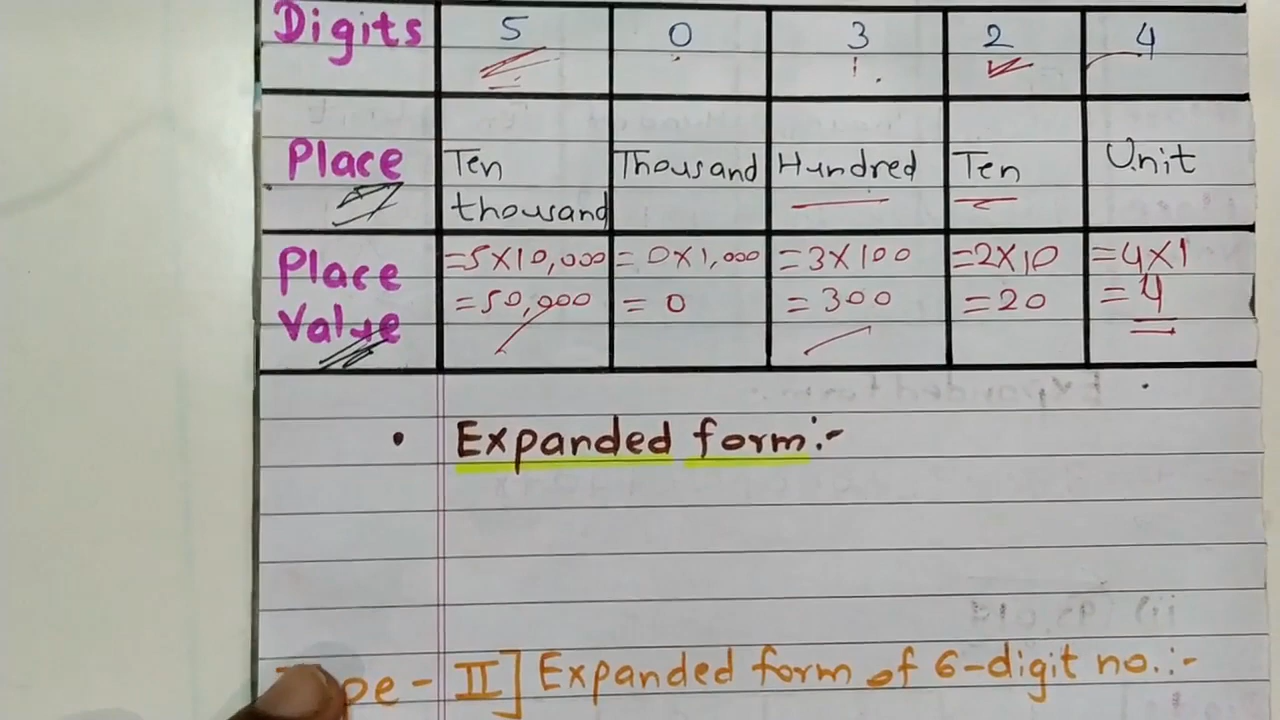 Digits 5 0 3 2 4
Place Ten thousand Thousand Hundred Ten Unit
Place Value =5×10,000 =0×1,000 =3×100 =2×10 =4×1
=50,000 =0 =300 =20 =4
• Expanded form:-
pe - II] Expanded form of 6-digit no.:-